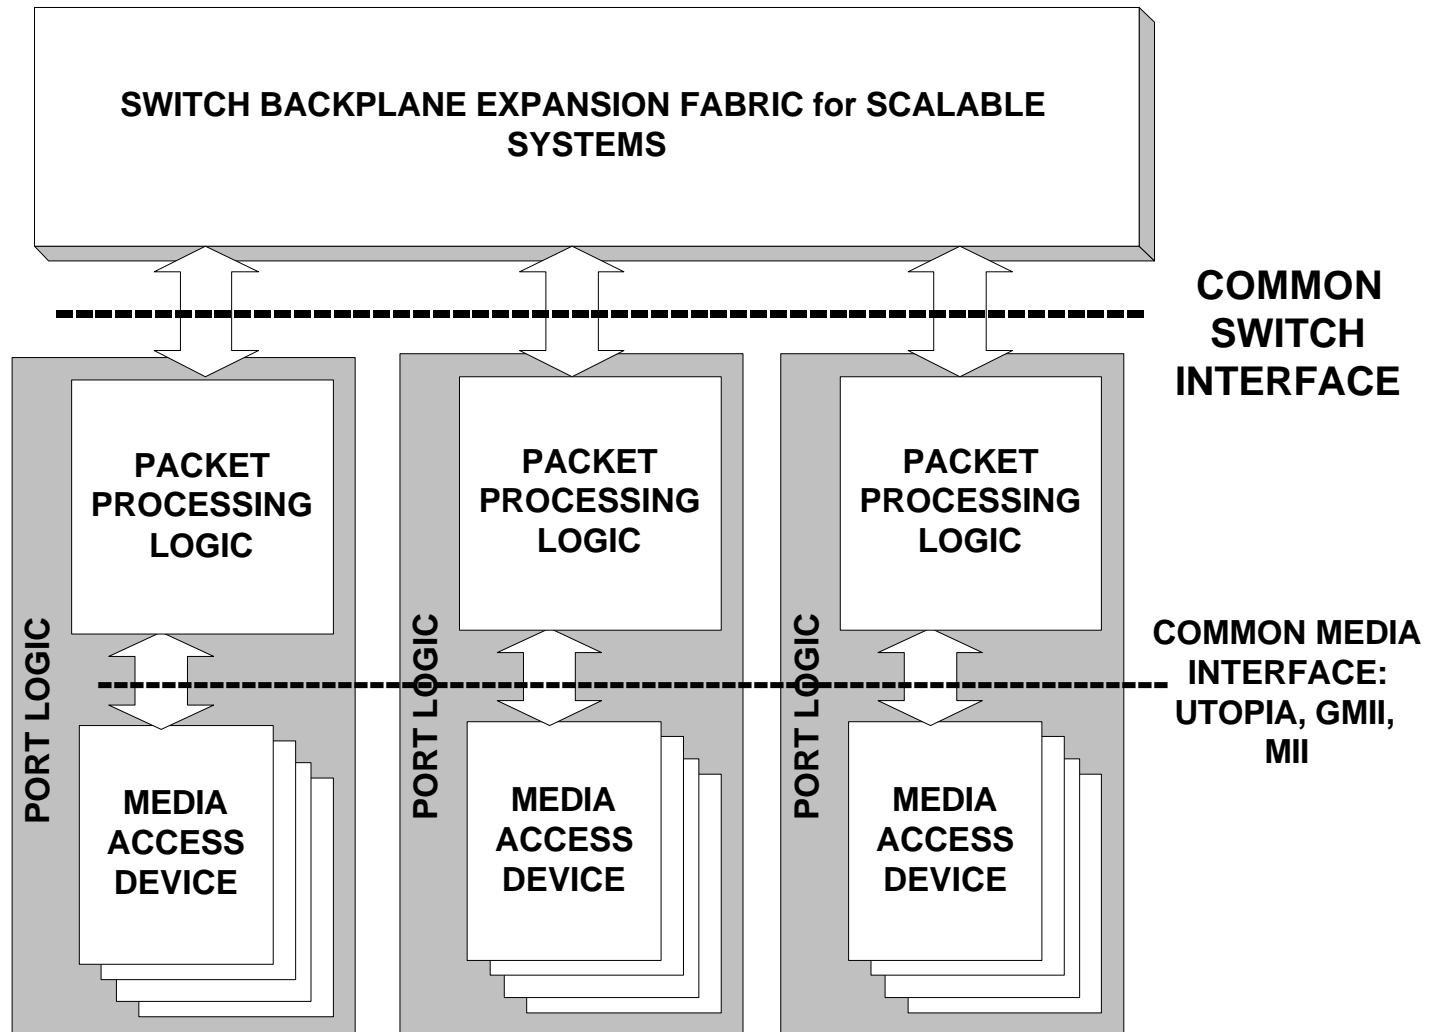 SWITCH BACKPLANE EXPANSION FABRIC for SCALABLE
SYSTEMS
COMMON
SWITCH
INTERFACE
PACKET
PROCESSING
LOGIC
PACKET
PROCESSING
LOGIC
PACKET
PROCESSING
LOGIC
PORT LOGIC
PORT LOGIC
PORT LOGIC
COMMON MEDIA
INTERFACE:
UTOPIA, GMII,
MII
MEDIA
ACCESS
DEVICE
MEDIA
ACCESS
DEVICE
MEDIA
ACCESS
DEVICE